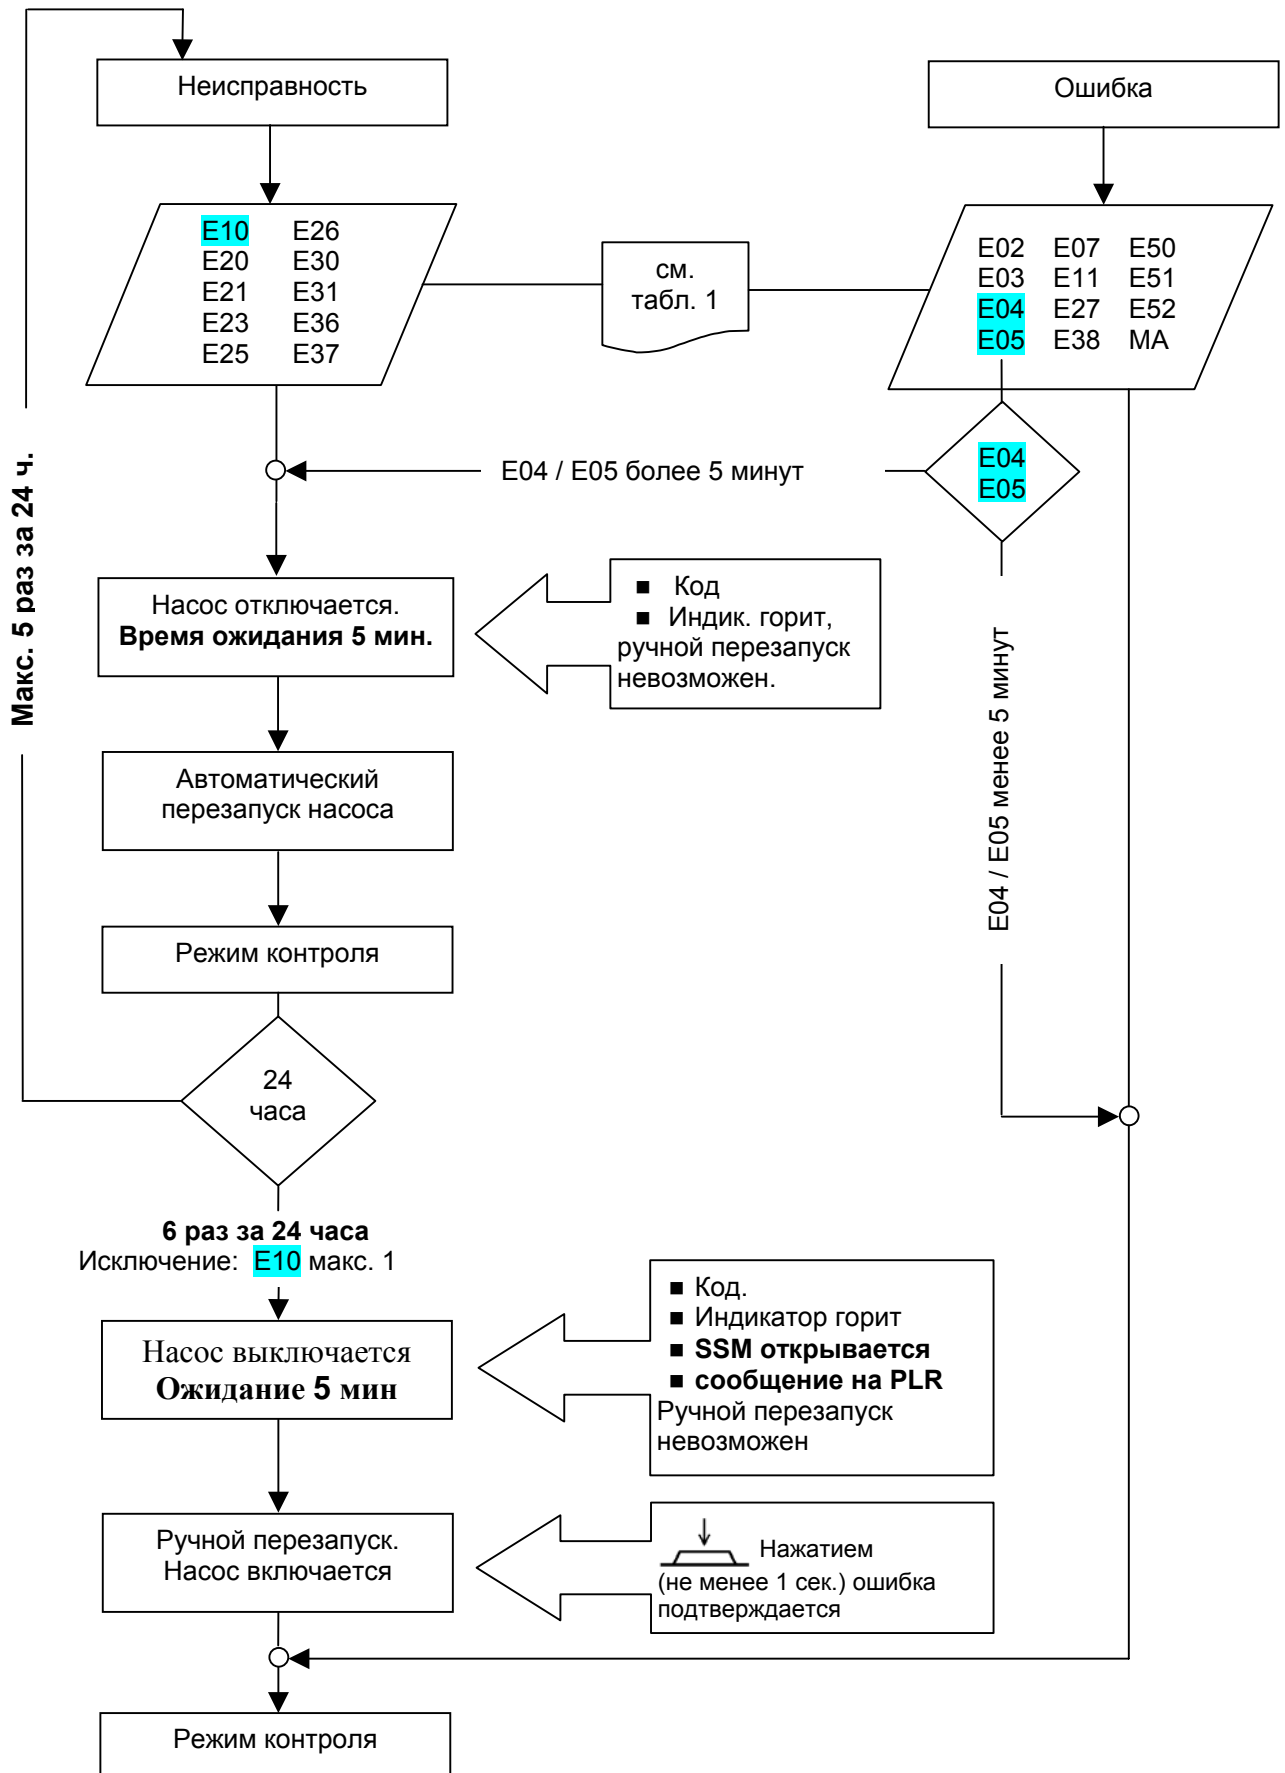 Неисправность
Ошибка
E10 E26
E20 E30
E21 E31
E23 E36
E25 E37
см.
табл. 1
E02 E07 E50
E03 E11 E51
E04 E27 E52
E05 E38 MA
E04
E05
E04 / E05 более 5 минут
Макс. 5 раз за 24 ч.
Насос отключается.
Время ожидания 5 мин.
■ Код
■ Индик. горит,
ручной перезапуск
невозможен.
E04 / E05 менее 5 минут
Автоматический
перезапуск насоса
Режим контроля
24
часа
6 раз за 24 часа
Исключение: E10 макс. 1
Насос выключается
Ожидание 5 мин
■ Код.
■ Индикатор горит
■ SSM открывается
■ сообщение на PLR
Ручной перезапуск
невозможен
Ручной перезапуск.
Насос включается
Нажатием
(не менее 1 сек.) ошибка
подтверждается
Режим контроля